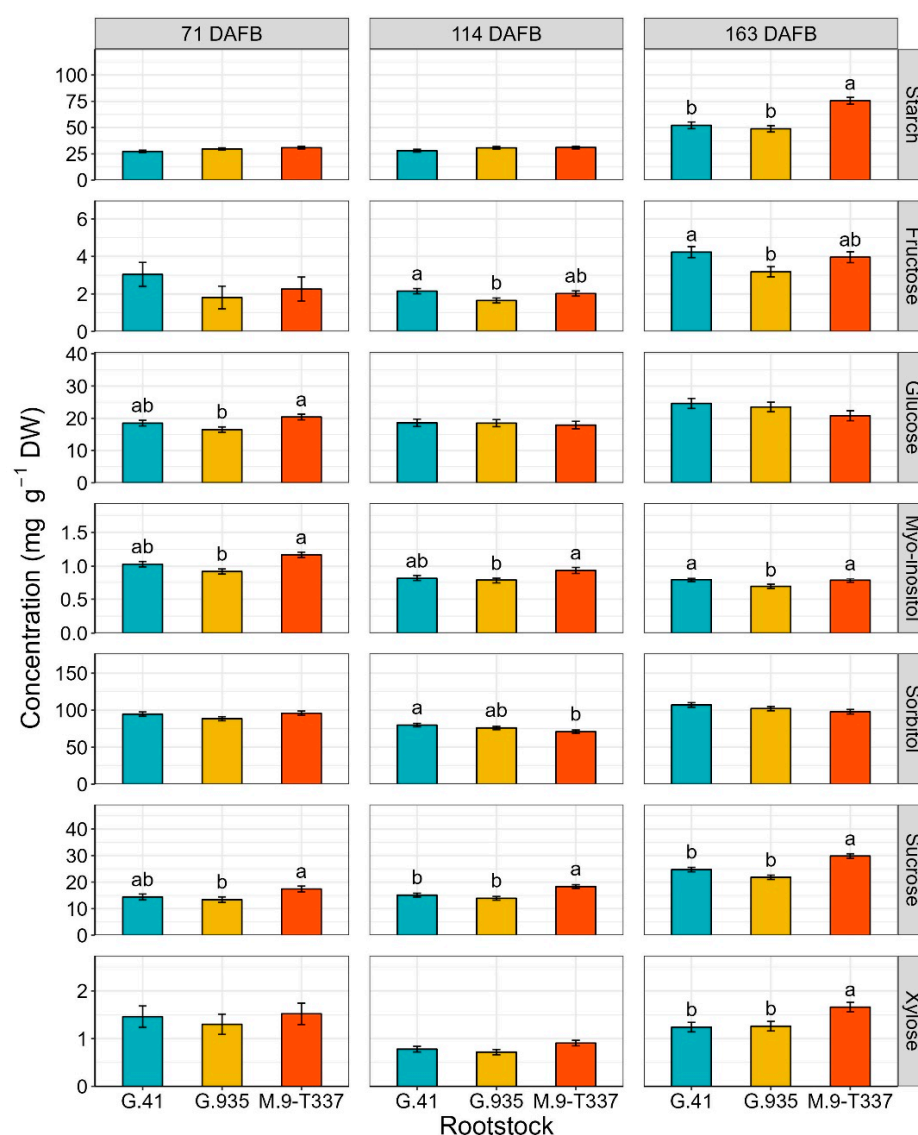 71 DAFB 114 DAFB 163 DAFB
Concentration (mg g⁻¹ DW)
Starch
100
75
50
25
0
b b a
Fructose
6
4
2
0
a b ab
a b ab
Glucose
40
30
20
10
0
ab b a
Myo-inositol
1.5
1.0
0.5
0.0
ab b a
ab b a
a b a
Sorbitol
150
100
50
0
a ab b
Sucrose
40
30
20
10
0
ab b a
b b a
b b a
Xylose
2
1
0
b b a
G.41 G.935 M.9-T337 G.41 G.935 M.9-T337 G.41 G.935 M.9-T337
Rootstock